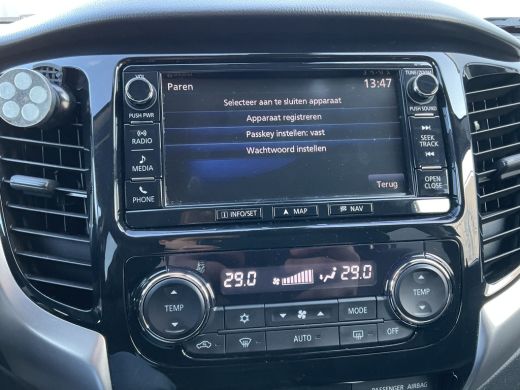 VOL
PUSH PWR
RADIO
MEDIA
PHONE
Paren
13:47
Selecteer aan te sluiten apparaat
Apparaat registreren
Passkey instellen: vast
Wachtwoord instellen
Terug
TUNE/ZOOM
PUSH SOUND
SEEK
TRACK
OPEN
CLOSE
INFO/SET
MAP
NAV
29.0
29.0
TEMP
MODE
AUTO
OFF
TEMP
PASSENGER AIRBAG